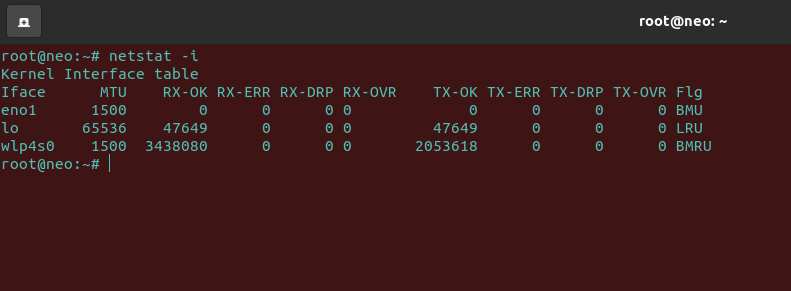 root@neo: ~
root@neo:~# netstat -i
Kernel Interface table
Iface      MTU    RX-OK RX-ERR RX-DRP RX-OVR    TX-OK TX-ERR TX-DRP TX-OVR Flg
eno1      1500        0      0      0 0             0      0      0      0 BMU
lo       65536    47649      0      0 0         47649      0      0      0 LRU
wlp4s0    1500  3438080      0      0 0       2053618      0      0      0 BMRU
root@neo:~#